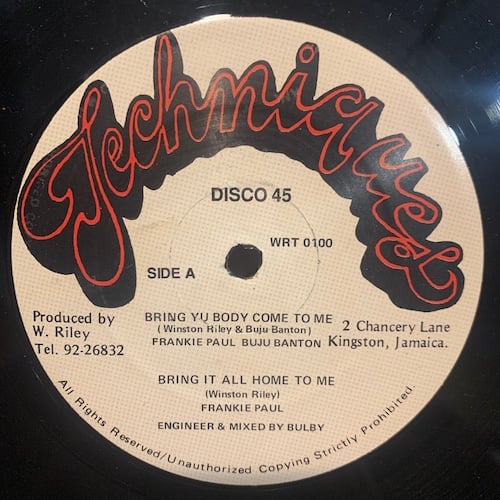 Techniques
DISCO 45
WRT 0100
SIDE A
BRING YU BODY COME TO ME
(Winston Riley & Buju Banton)
FRANKIE PAUL BUJU BANTON
Produced by
W. Riley
Tel. 92-26832
2 Chancery Lane
Kingston, Jamaica.
BRING IT ALL HOME TO ME
(Winston Riley)
FRANKIE PAUL
ENGINEER & MIXED BY BULBY
All Rights Reserved/Unauthorized Copying Strictly Prohibited.